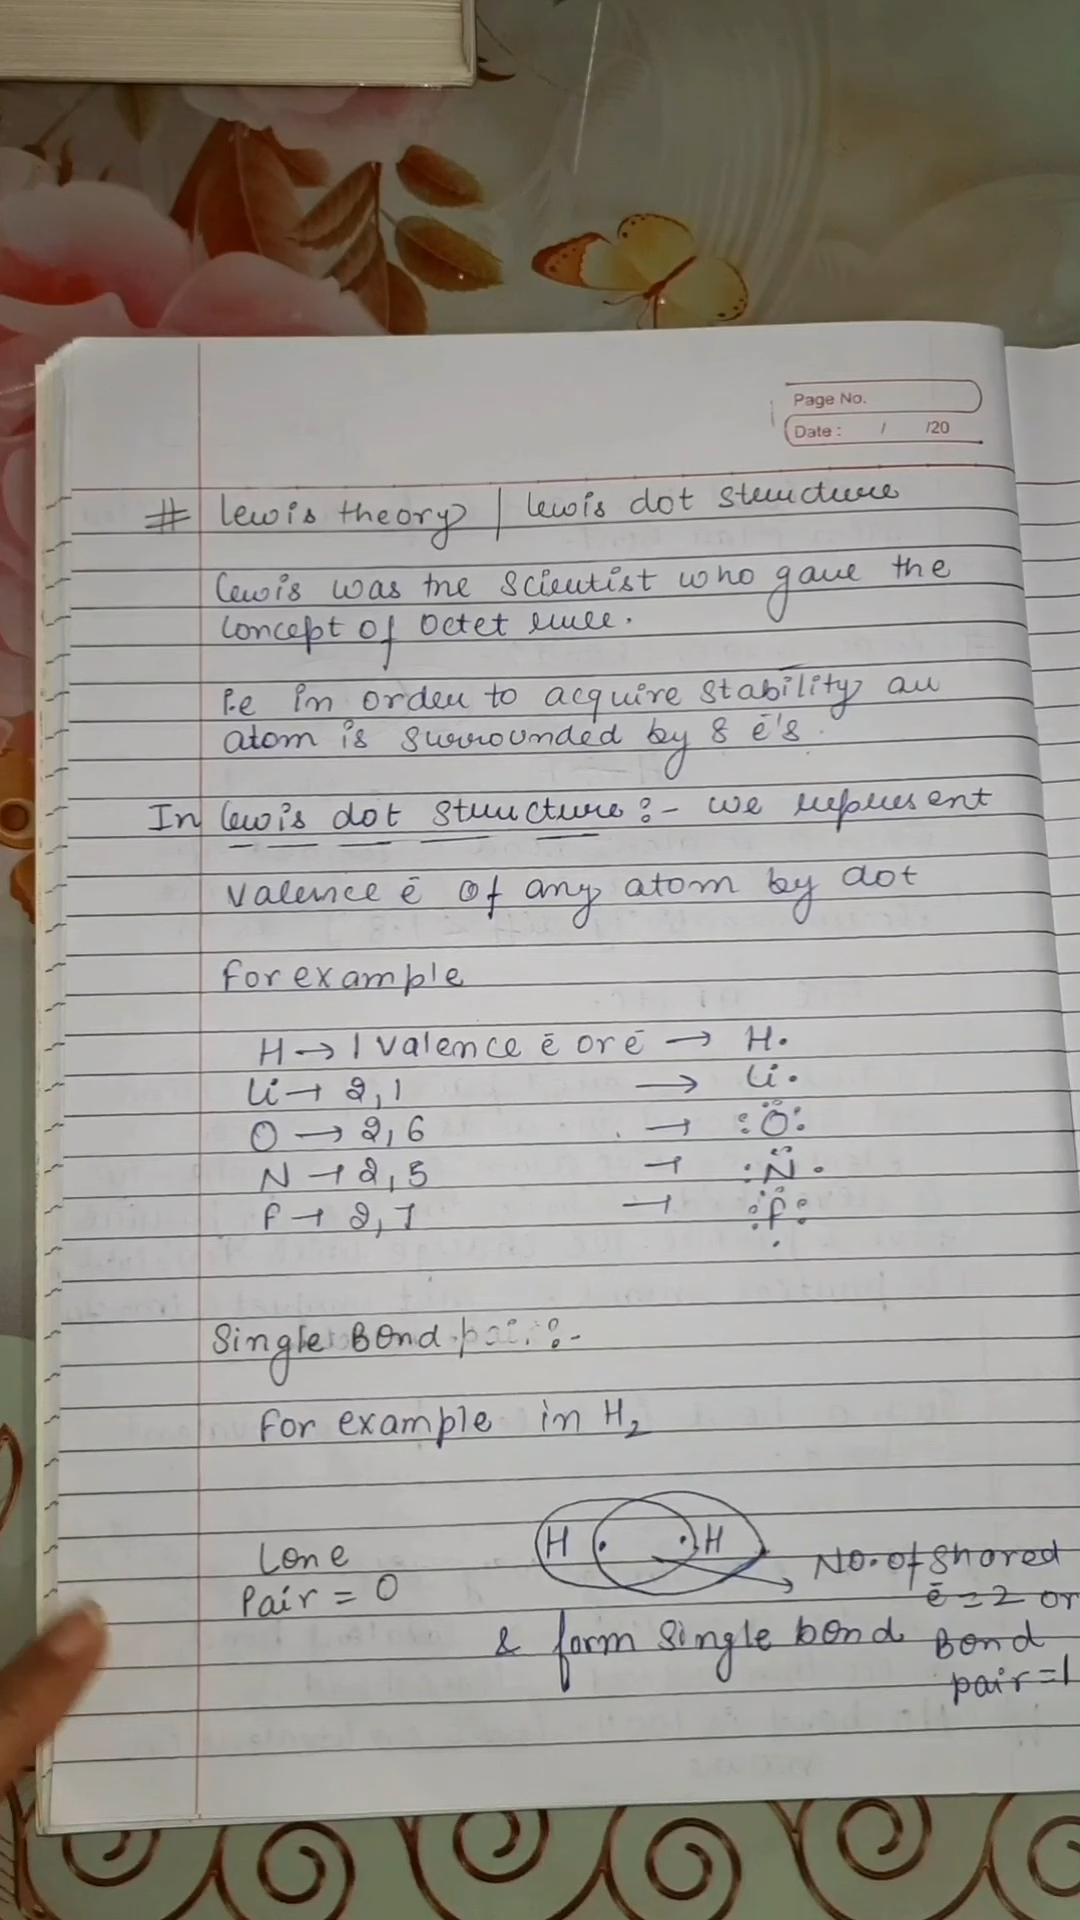 Page No.
Date : / /20
# Lewis theory / Lewis dot structure
Lewis was the scientist who gave the
concept of octet rule.
i.e in order to acquire stability an
atom is surrounded by 8 ē's.
In Lewis dot structure :- we represent
valence ē of any atom by dot
for example
H → 1 valence ē or ē → H.
Li → 2,1 → Li.
O → 2,6 → :Ö:
N → 2,5 → :N̈.
F → 2,7 → :F̈:
Single Bond pair :-
for example in H₂
H . . H
Lone
Pair = 0
No. of shared
ē = 2 or
Bond
pair = 1
& form single bond